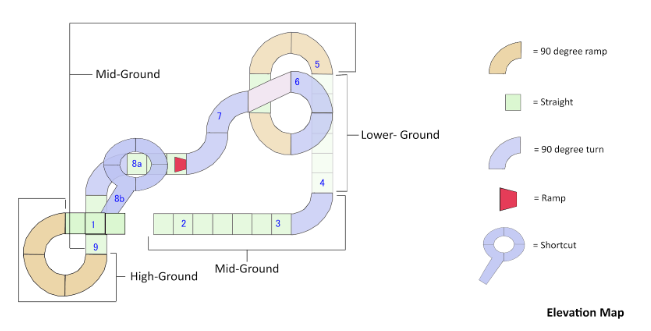 5
= 90 degree ramp
Mid-Ground
6
= Straight
7
Lower- Ground
= 90 degree turn
8a
4
8b
= Ramp
1
2
3
9
= Shortcut
Mid-Ground
High-Ground
Elevation Map